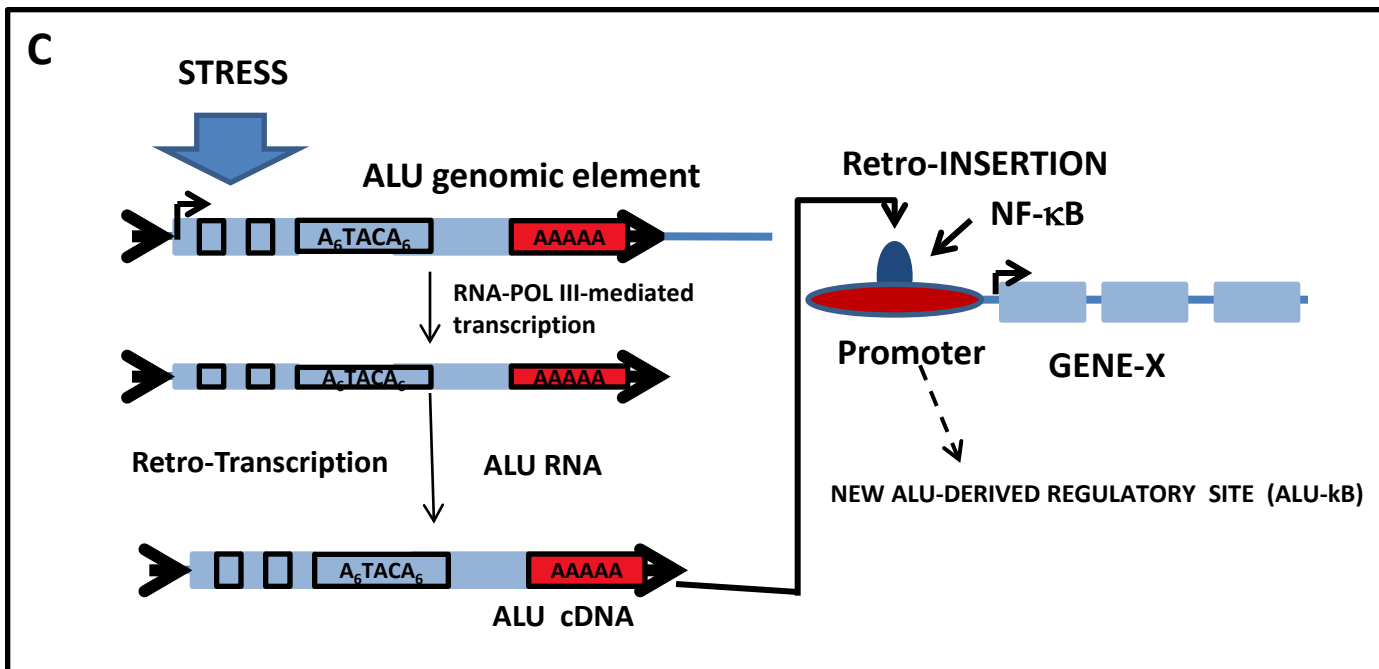 C
STRESS
ALU genomic element
A₆TACA₆
AAAAA
RNA-POL III-mediated
transcription
A₆TACA₆
AAAAA
Retro-Transcription
ALU RNA
A₆TACA₆
AAAAA
ALU cDNA
Retro-INSERTION
NF-κB
Promoter
GENE-X
NEW ALU-DERIVED REGULATORY SITE (ALU-kB)